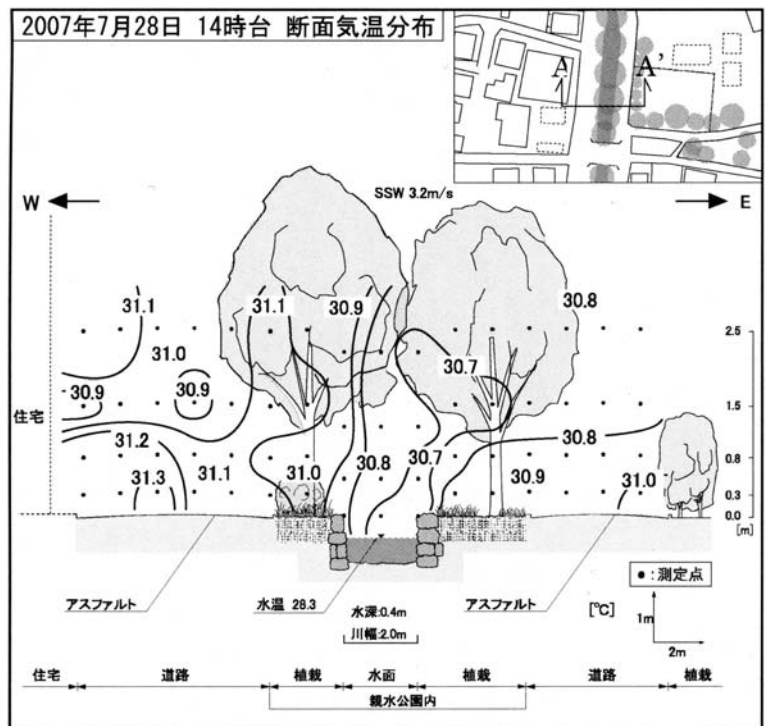 2007年7月28日 14時台 断面気温分布
A A'
SSW 3.2m/s
W E
31.1 31.1 30.9 30.8
2.5
31.0
30.7
30.9 30.9
1.5
住宅
31.2 30.8
31.3 31.1 31.0 30.8 30.7 30.9 31.0
0.8
0.3
0.0
[m]
●:測定点
アスファルト 水温 28.3 アスファルト [℃]
水深:0.4m
川幅:2.0m
1m
2m
住宅 道路 植栽 水面 植栽 道路 植栽
親水公園内